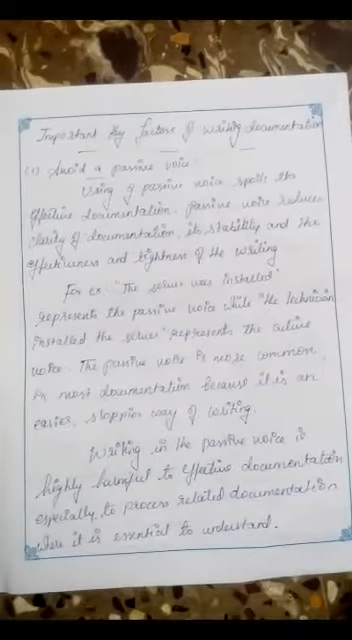 Important Key factors of writing documentation
(1) Avoid a passive voice:
Using of passive voice spoils the
effective documentation. passive voice reduces
clarity of documentation, its stability and the
effectiveness and tightness of the writing
For ex: "The server was installed"
represents the passive voice while "the technician
installed the server" represents the active
voice. The passive voice is more common
in most documentation because it is an
easier, sloppier way of writing.
Writing in the passive voice is
highly harmful to effective documentation
especially to process related documentation
where it is essential to understand.